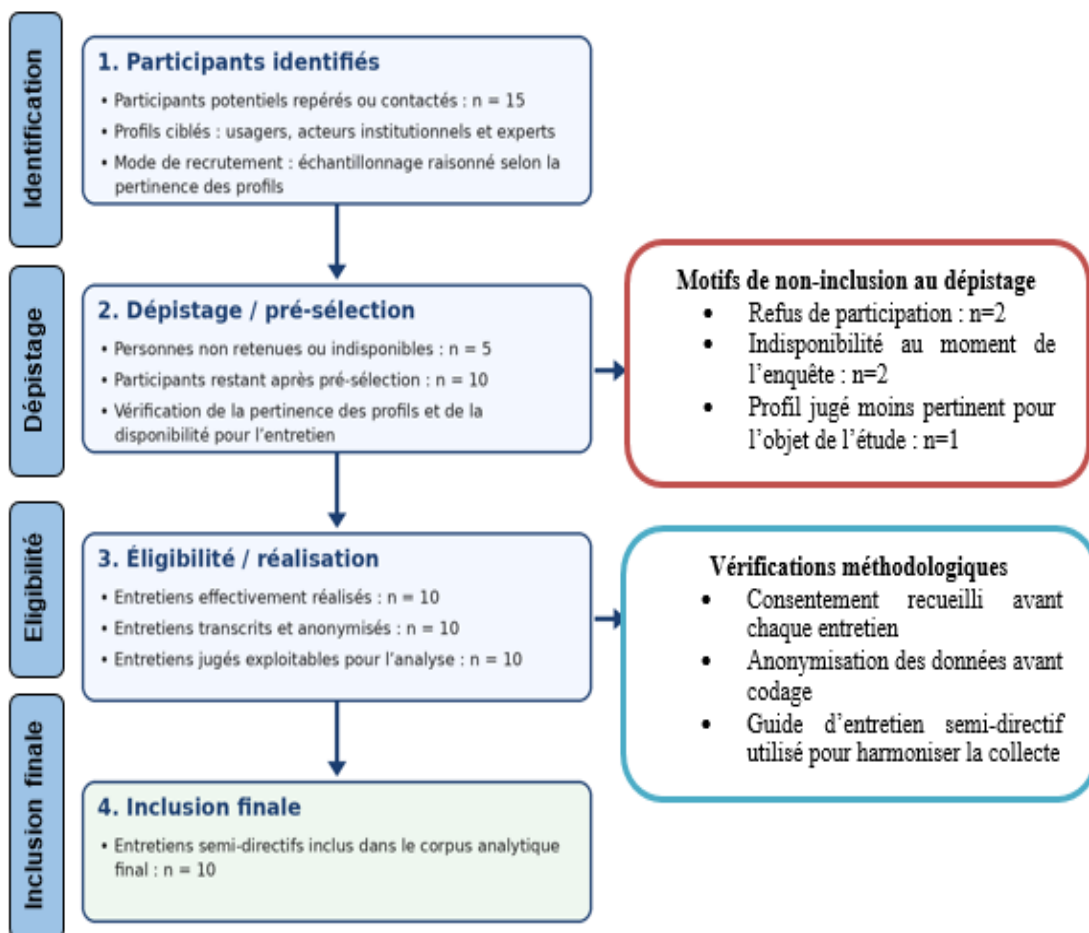 Identification
1. Participants identifiés
• Participants potentiels repérés ou contactés : n = 15
• Profils ciblés : usagers, acteurs institutionnels et experts
• Mode de recrutement : échantillonnage raisonné selon la
pertinence des profils
Dépistage
2. Dépistage / pré-sélection
• Personnes non retenues ou indisponibles : n = 5
• Participants restant après pré-sélection : n = 10
• Vérification de la pertinence des profils et de la
disponibilité pour l'entretien
Motifs de non-inclusion au dépistage
• Refus de participation : n=2
• Indisponibilité au moment de
l'enquête : n=2
• Profil jugé moins pertinent pour
l'objet de l'étude : n=1
Eligibilité
3. Éligibilité / réalisation
• Entretiens effectivement réalisés : n = 10
• Entretiens transcrits et anonymisés : n = 10
• Entretiens jugés exploitables pour l'analyse : n = 10
Vérifications méthodologiques
• Consentement recueilli avant
chaque entretien
• Anonymisation des données avant
codage
• Guide d'entretien semi-directif
utilisé pour harmoniser la collecte
Inclusion finale
4. Inclusion finale
• Entretiens semi-directifs inclus dans le corpus analytique
final : n = 10